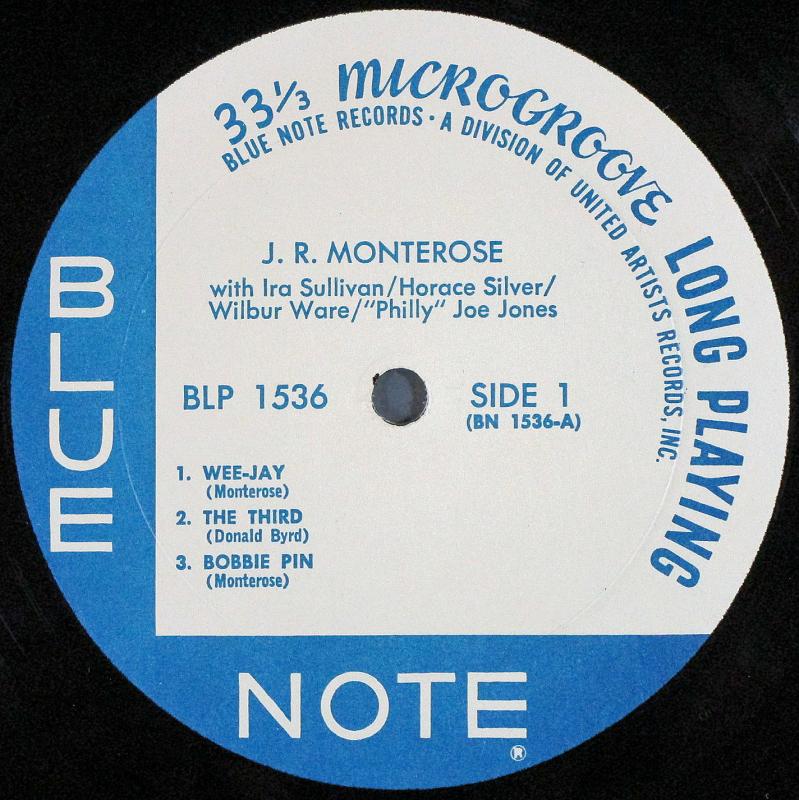 33⅓ MICROGROOVE LONG PLAYING
BLUE NOTE RECORDS · A DIVISION OF UNITED ARTISTS RECORDS, INC.
J. R. MONTEROSE
with Ira Sullivan/Horace Silver/
Wilbur Ware/"Philly" Joe Jones
BLP 1536
SIDE 1
(BN 1536-A)
1. WEE-JAY
(Monterose)
2. THE THIRD
(Donald Byrd)
3. BOBBIE PIN
(Monterose)
BLUE
NOTE
®